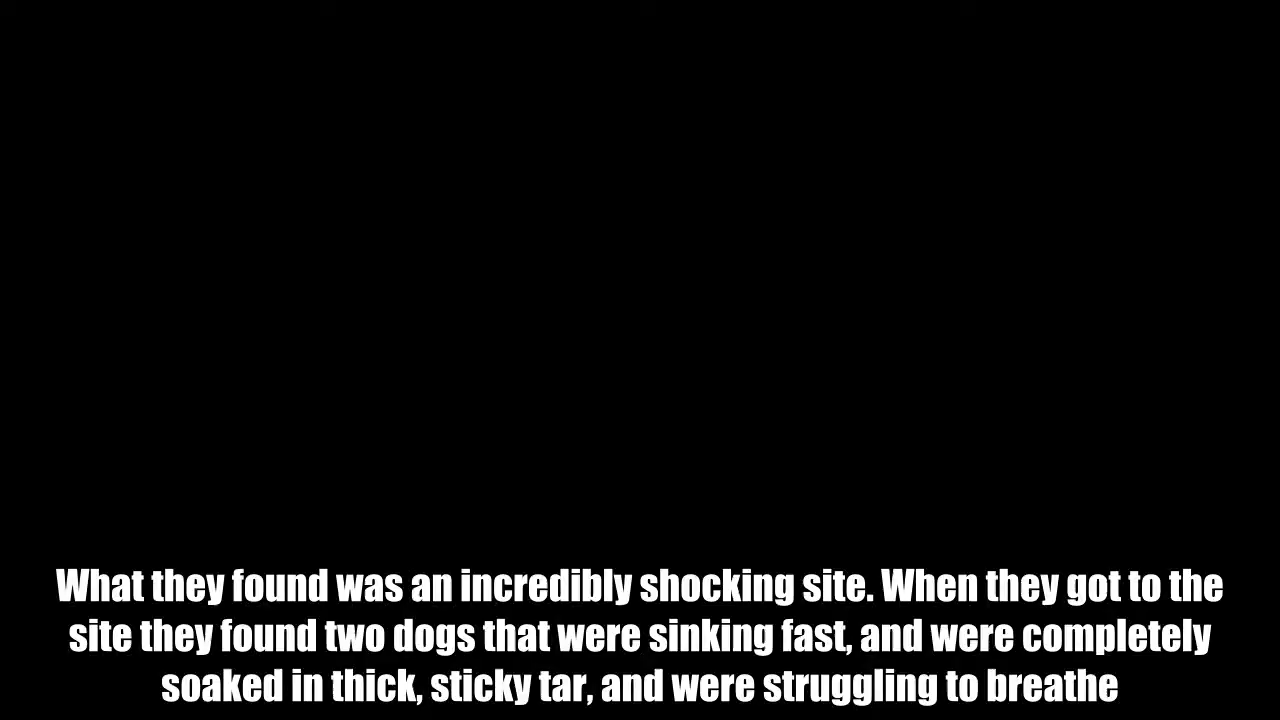 What they found was an incredibly shocking site. When they got to the
site they found two dogs that were sinking fast, and were completely
soaked in thick, sticky tar, and were struggling to breathe